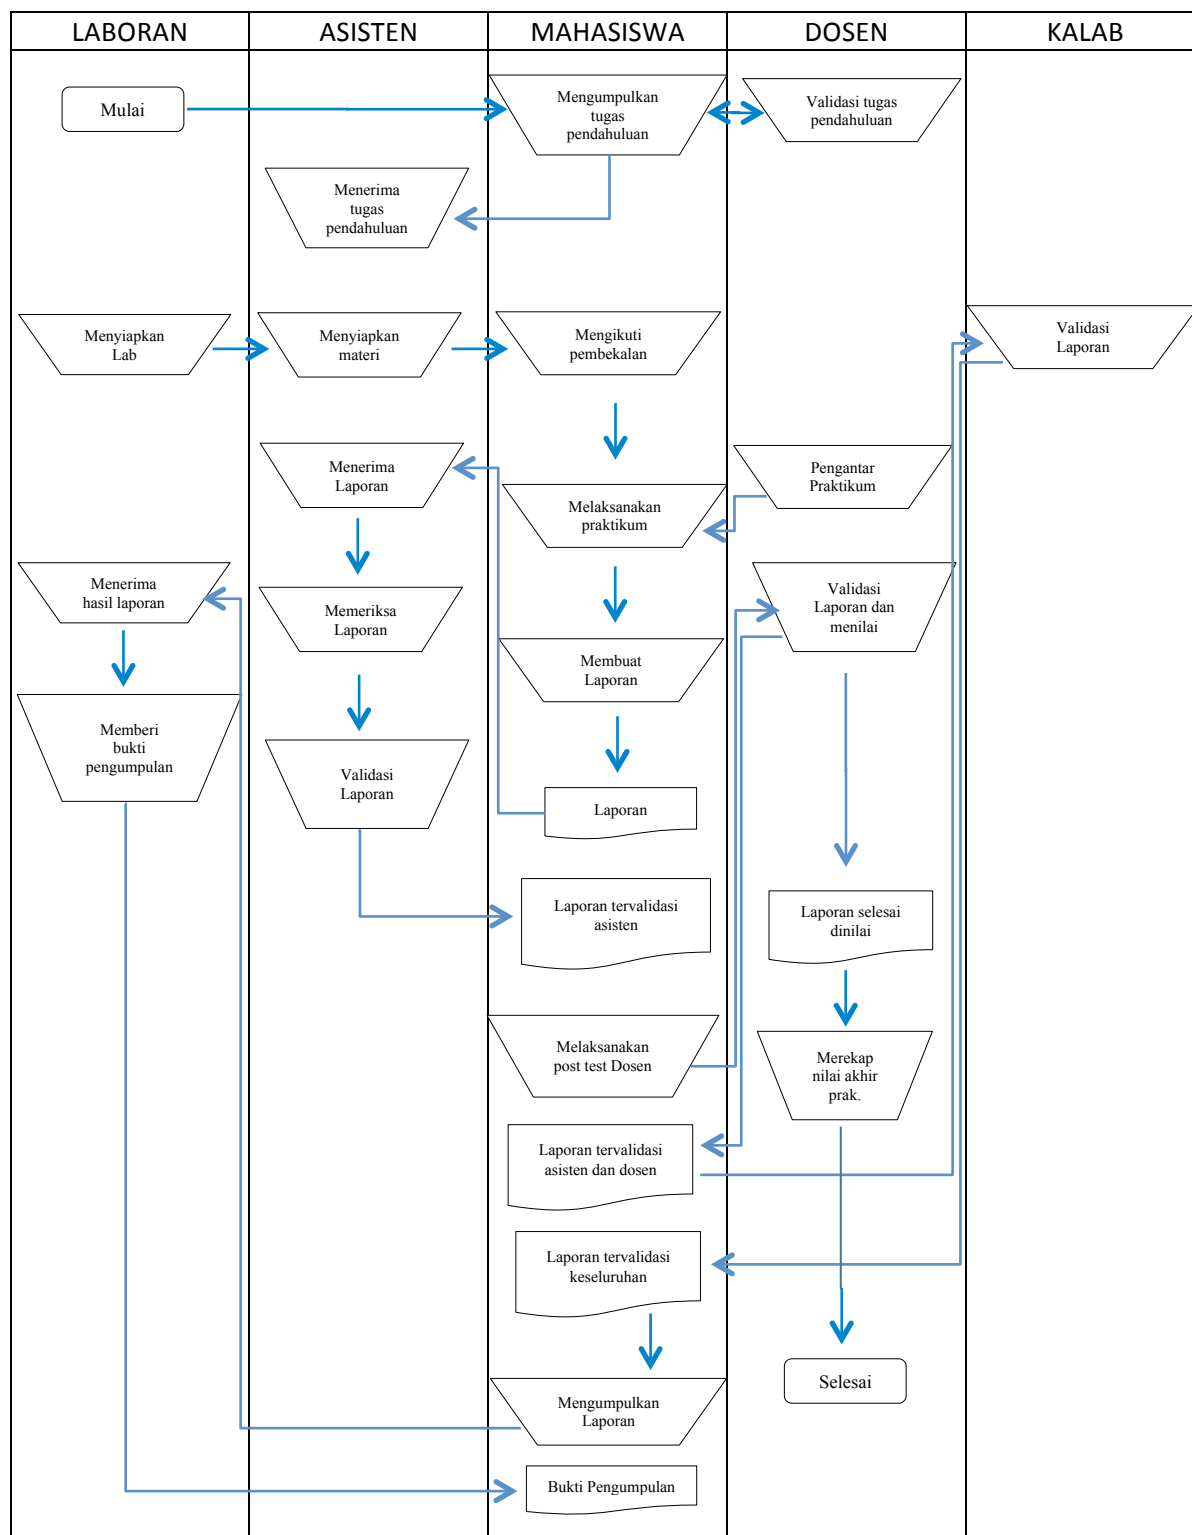 LABORAN
ASISTEN
MAHASISWA
DOSEN
KALAB
Mulai
Mengumpulkan
tugas
pendahuluan
Validasi tugas
pendahuluan
Menerima
tugas
pendahuluan
Menyiapkan
Lab
Menyiapkan
materi
Mengikuti
pembekalan
Validasi
Laporan
Menerima
Laporan
Pengantar
Praktikum
Melaksanakan
praktikum
Menerima
hasil laporan
Memeriksa
Laporan
Validasi
Laporan dan
menilai
Membuat
Laporan
Memberi
bukti
pengumpulan
Validasi
Laporan
Laporan
Laporan tervalidasi
asisten
Laporan selesai
dinilai
Melaksanakan
post test Dosen
Merekap
nilai akhir
prak.
Laporan tervalidasi
asisten dan dosen
Laporan tervalidasi
keseluruhan
Selesai
Mengumpulkan
Laporan
Bukti Pengumpulan